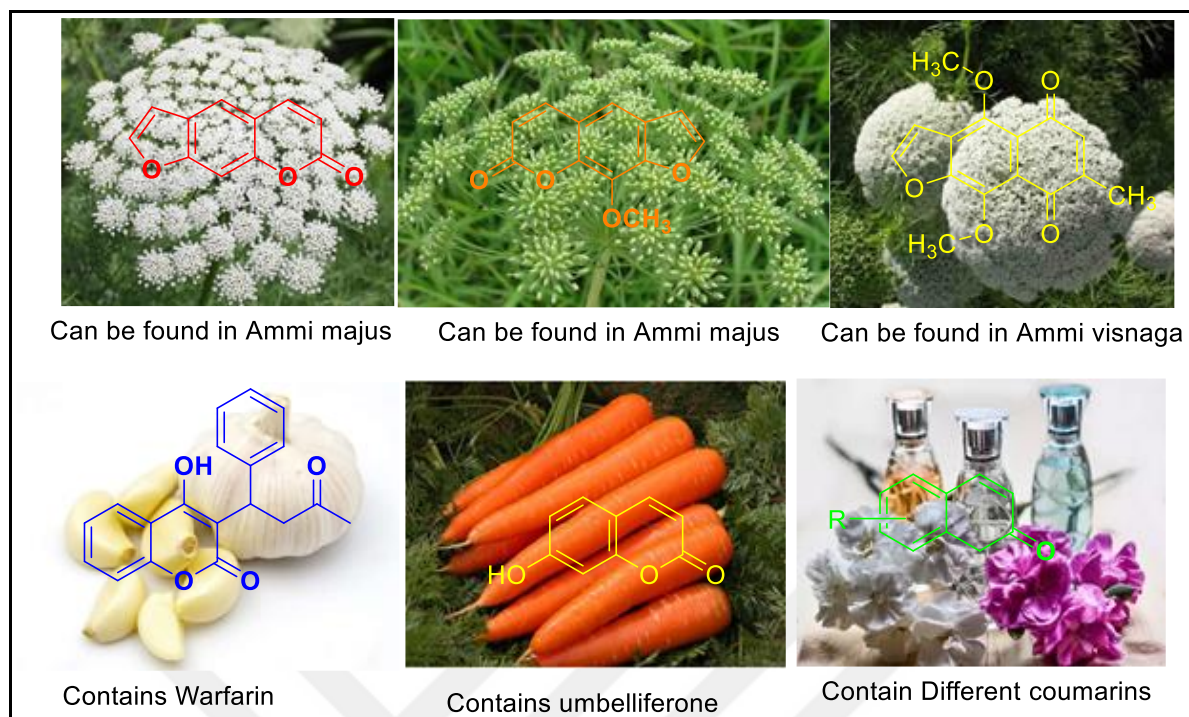 H3C
O
O
O
O
O
O
O
O
OCH3
O
CH3
H3C
O
O
Can be found in Ammi majus
Can be found in Ammi majus
Can be found in Ammi visnaga
OH
O
O
O
HO
O
O
R
O
Contains Warfarin
Contains umbelliferone
Contain Different coumarins